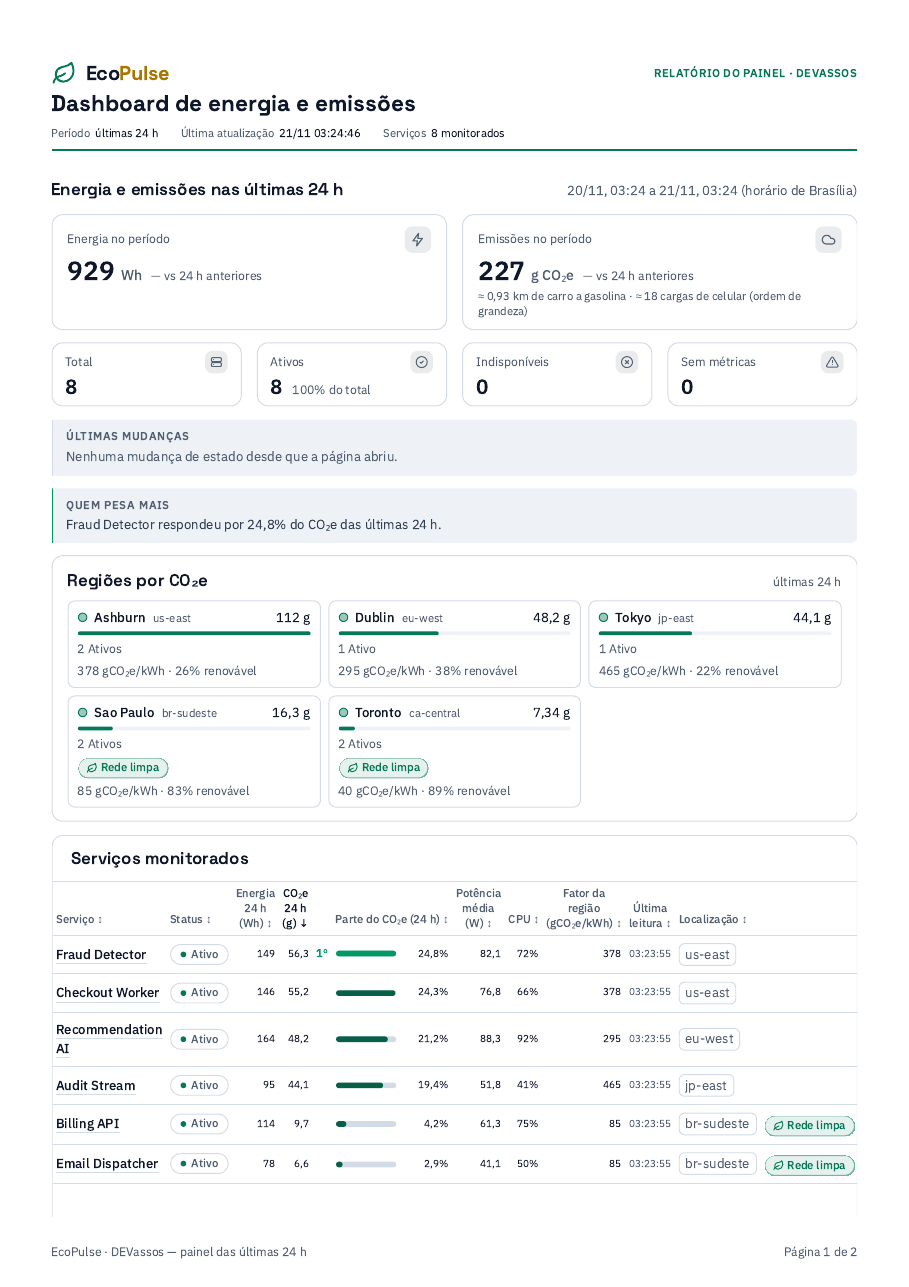 EcoPulse
RELATÓRIO DO PAINEL · DEVASSOS
Dashboard de energia e emissões
Período últimas 24 h Última atualização 21/11 03:24:46 Serviços 8 monitorados
Energia e emissões nas últimas 24 h
20/11, 03:24 a 21/11, 03:24 (horário de Brasília)
Energia no período
929 Wh — vs 24 h anteriores
Emissões no período
227 g CO₂e — vs 24 h anteriores
≈ 0,93 km de carro a gasolina · ≈ 18 cargas de celular (ordem de
grandeza)
Total
8
Ativos
8 100% do total
Indisponíveis
0
Sem métricas
0
ÚLTIMAS MUDANÇAS
Nenhuma mudança de estado desde que a página abriu.
QUEM PESA MAIS
Fraud Detector respondeu por 24,8% do CO₂e das últimas 24 h.
Regiões por CO₂e
últimas 24 h
Ashburn us-east 112 g
2 Ativos
378 gCO₂e/kWh · 26% renovável
Dublin eu-west 48,2 g
1 Ativo
295 gCO₂e/kWh · 38% renovável
Tokyo jp-east 44,1 g
1 Ativo
465 gCO₂e/kWh · 22% renovável
Sao Paulo br-sudeste 16,3 g
2 Ativos
Rede limpa
85 gCO₂e/kWh · 83% renovável
Toronto ca-central 7,34 g
2 Ativos
Rede limpa
40 gCO₂e/kWh · 89% renovável
Serviços monitorados
Serviço ↕ Status ↕ Energia 24 h (Wh) ↕ CO₂e 24 h (g) ↓ Parte do CO₂e (24 h) ↕ Potência média (W) ↕ CPU ↕ Fator da região (gCO₂e/kWh) ↕ Última leitura ↕ Localização ↕
Fraud Detector Ativo 149 56,3 1º 24,8% 82,1 72% 378 03:23:55 us-east
Checkout Worker Ativo 146 55,2 24,3% 76,8 66% 378 03:23:55 us-east
Recommendation AI Ativo 164 48,2 21,2% 88,3 92% 295 03:23:55 eu-west
Audit Stream Ativo 95 44,1 19,4% 51,8 41% 465 03:23:55 jp-east
Billing API Ativo 114 9,7 4,2% 61,3 75% 85 03:23:55 br-sudeste Rede limpa
Email Dispatcher Ativo 78 6,6 2,9% 41,1 50% 85 03:23:55 br-sudeste Rede limpa
EcoPulse · DEVassos — painel das últimas 24 h
Página 1 de 2